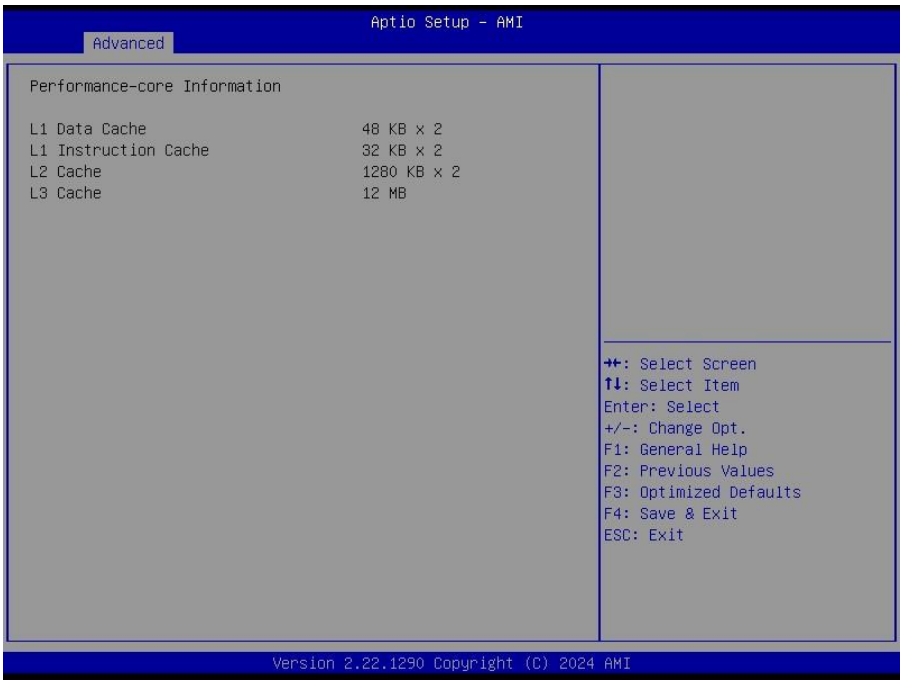 Aptio Setup – AMI
Advanced
Performance-core Information
L1 Data Cache 48 KB x 2
L1 Instruction Cache 32 KB x 2
L2 Cache 1280 KB x 2
L3 Cache 12 MB
→←: Select Screen
↑↓: Select Item
Enter: Select
+/-: Change Opt.
F1: General Help
F2: Previous Values
F3: Optimized Defaults
F4: Save & Exit
ESC: Exit
Version 2.22.1290 Copyright (C) 2024 AMI